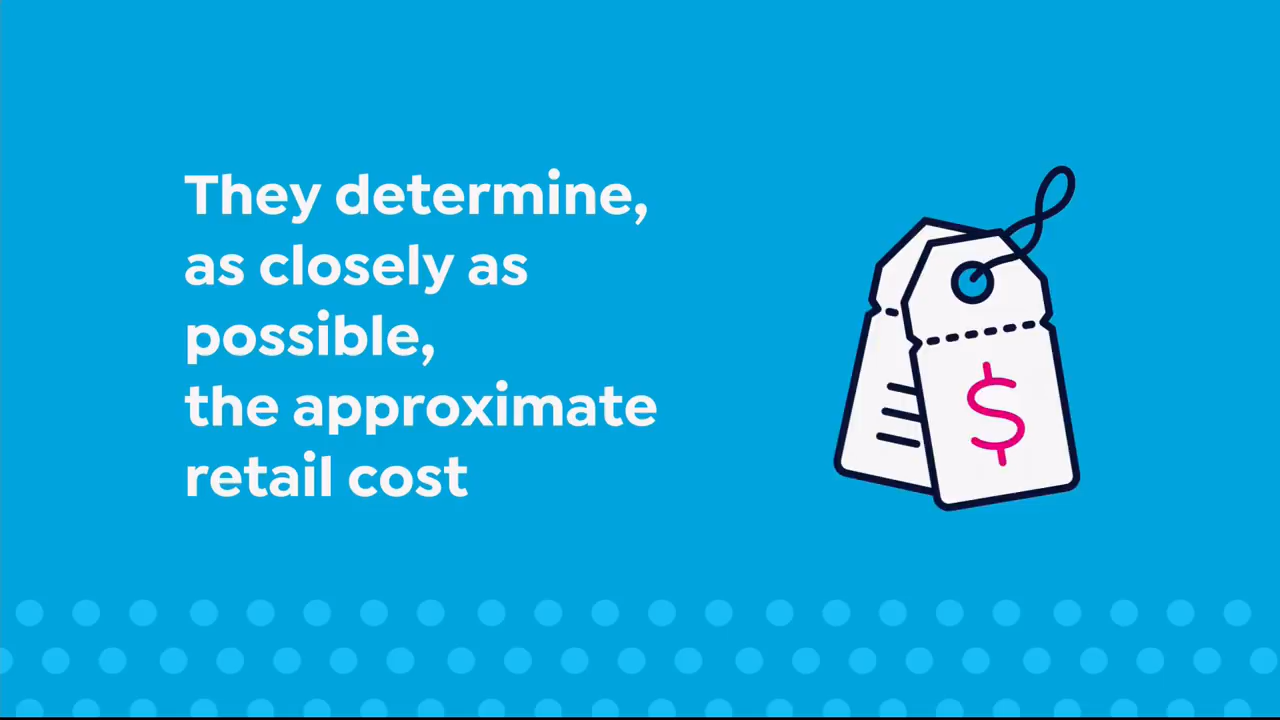 They determine,
as closely as
possible,
the approximate
retail cost
$